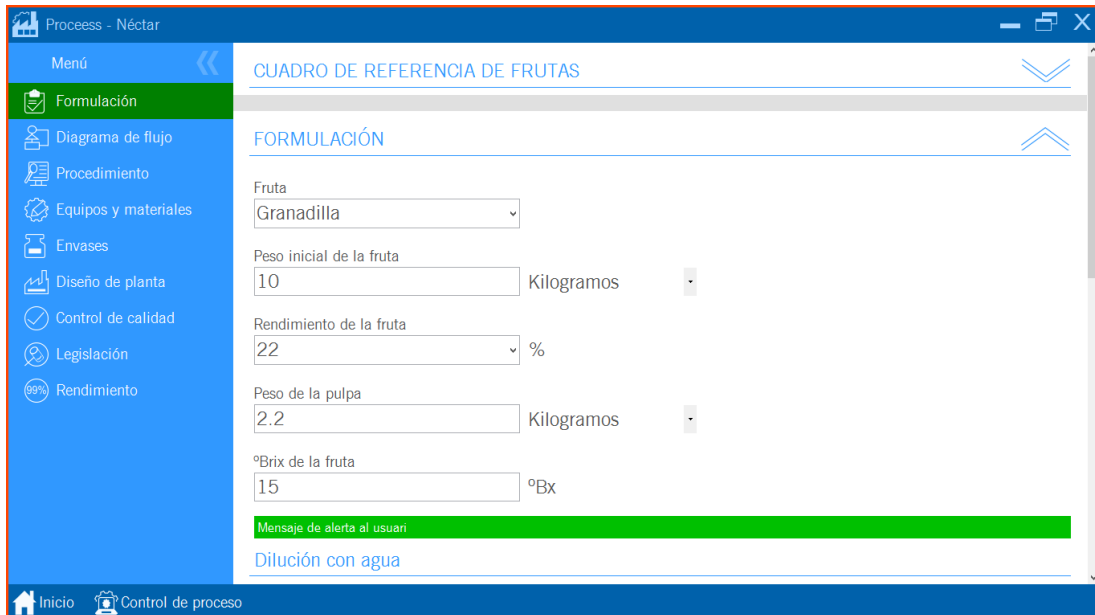 Proceess - Néctar
Menú
Formulación
Diagrama de flujo
Procedimiento
Equipos y materiales
Envases
Diseño de planta
Control de calidad
Legislación
99%
Rendimiento
CUADRO DE REFERENCIA DE FRUTAS
FORMULACIÓN
Fruta
Granadilla
Peso inicial de la fruta
10 Kilogramos
Rendimiento de la fruta
22 %
Peso de la pulpa
2.2 Kilogramos
ºBrix de la fruta
15 ºBx
Mensaje de alerta al usuari
Dilución con agua
Inicio Control de proceso